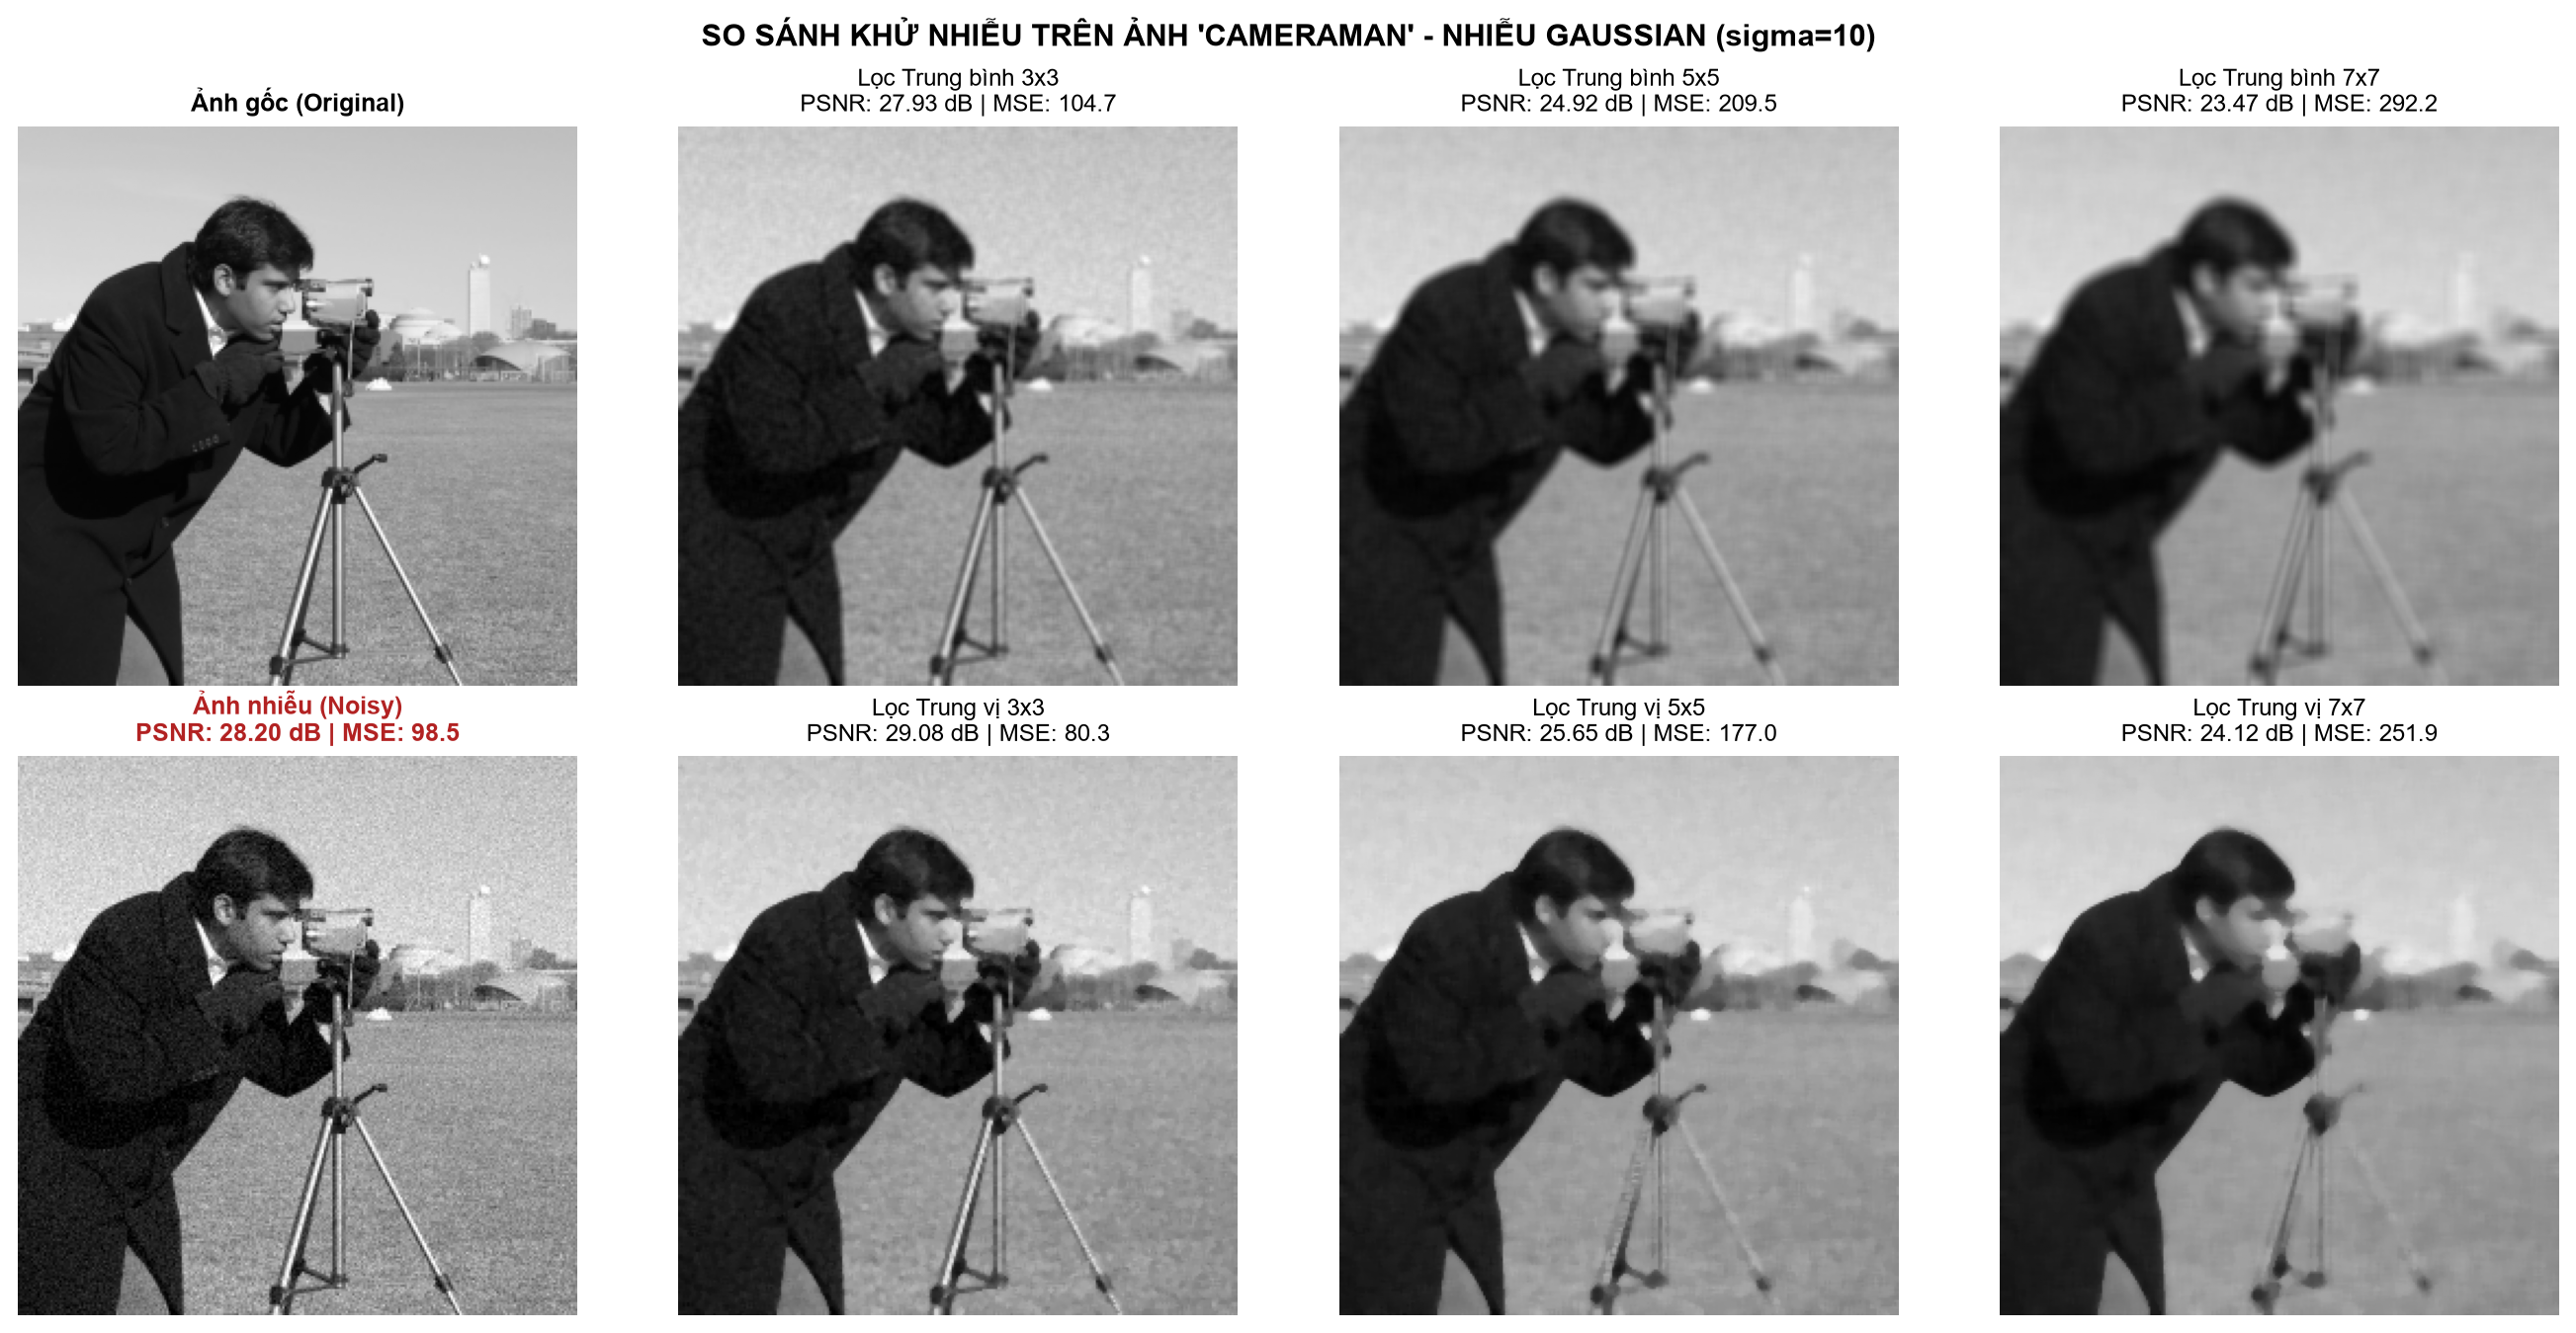 SO SÁNH KHỬ NHIỄU TRÊN ẢNH 'CAMERAMAN' - NHIỄU GAUSSIAN (sigma=10)
Ảnh gốc (Original)
Lọc Trung bình 3x3
PSNR: 27.93 dB | MSE: 104.7
Lọc Trung bình 5x5
PSNR: 24.92 dB | MSE: 209.5
Lọc Trung bình 7x7
PSNR: 23.47 dB | MSE: 292.2
Ảnh nhiễu (Noisy)
PSNR: 28.20 dB | MSE: 98.5
Lọc Trung vị 3x3
PSNR: 29.08 dB | MSE: 80.3
Lọc Trung vị 5x5
PSNR: 25.65 dB | MSE: 177.0
Lọc Trung vị 7x7
PSNR: 24.12 dB | MSE: 251.9